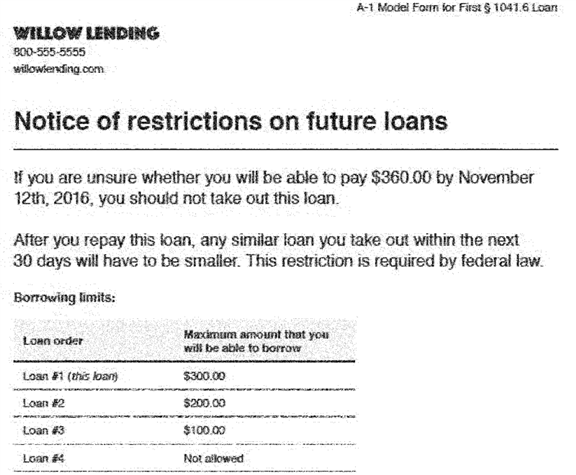 A-1 Model Form for First § 1041.6 Loan
WILLOW LENDING
800-555-5555
willowlending.com
Notice of restrictions on future loans
If you are unsure whether you will be able to pay $360.00 by November
12th, 2016, you should not take out this loan.
After you repay this loan, any similar loan you take out within the next
30 days will have to be smaller. This restriction is required by federal law.
Borrowing limits:
Loan order
Maximum amount that you
will be able to borrow
Loan #1 (this loan) $300.00
Loan #2 $200.00
Loan #3 $100.00
Loan #4 Not allowed